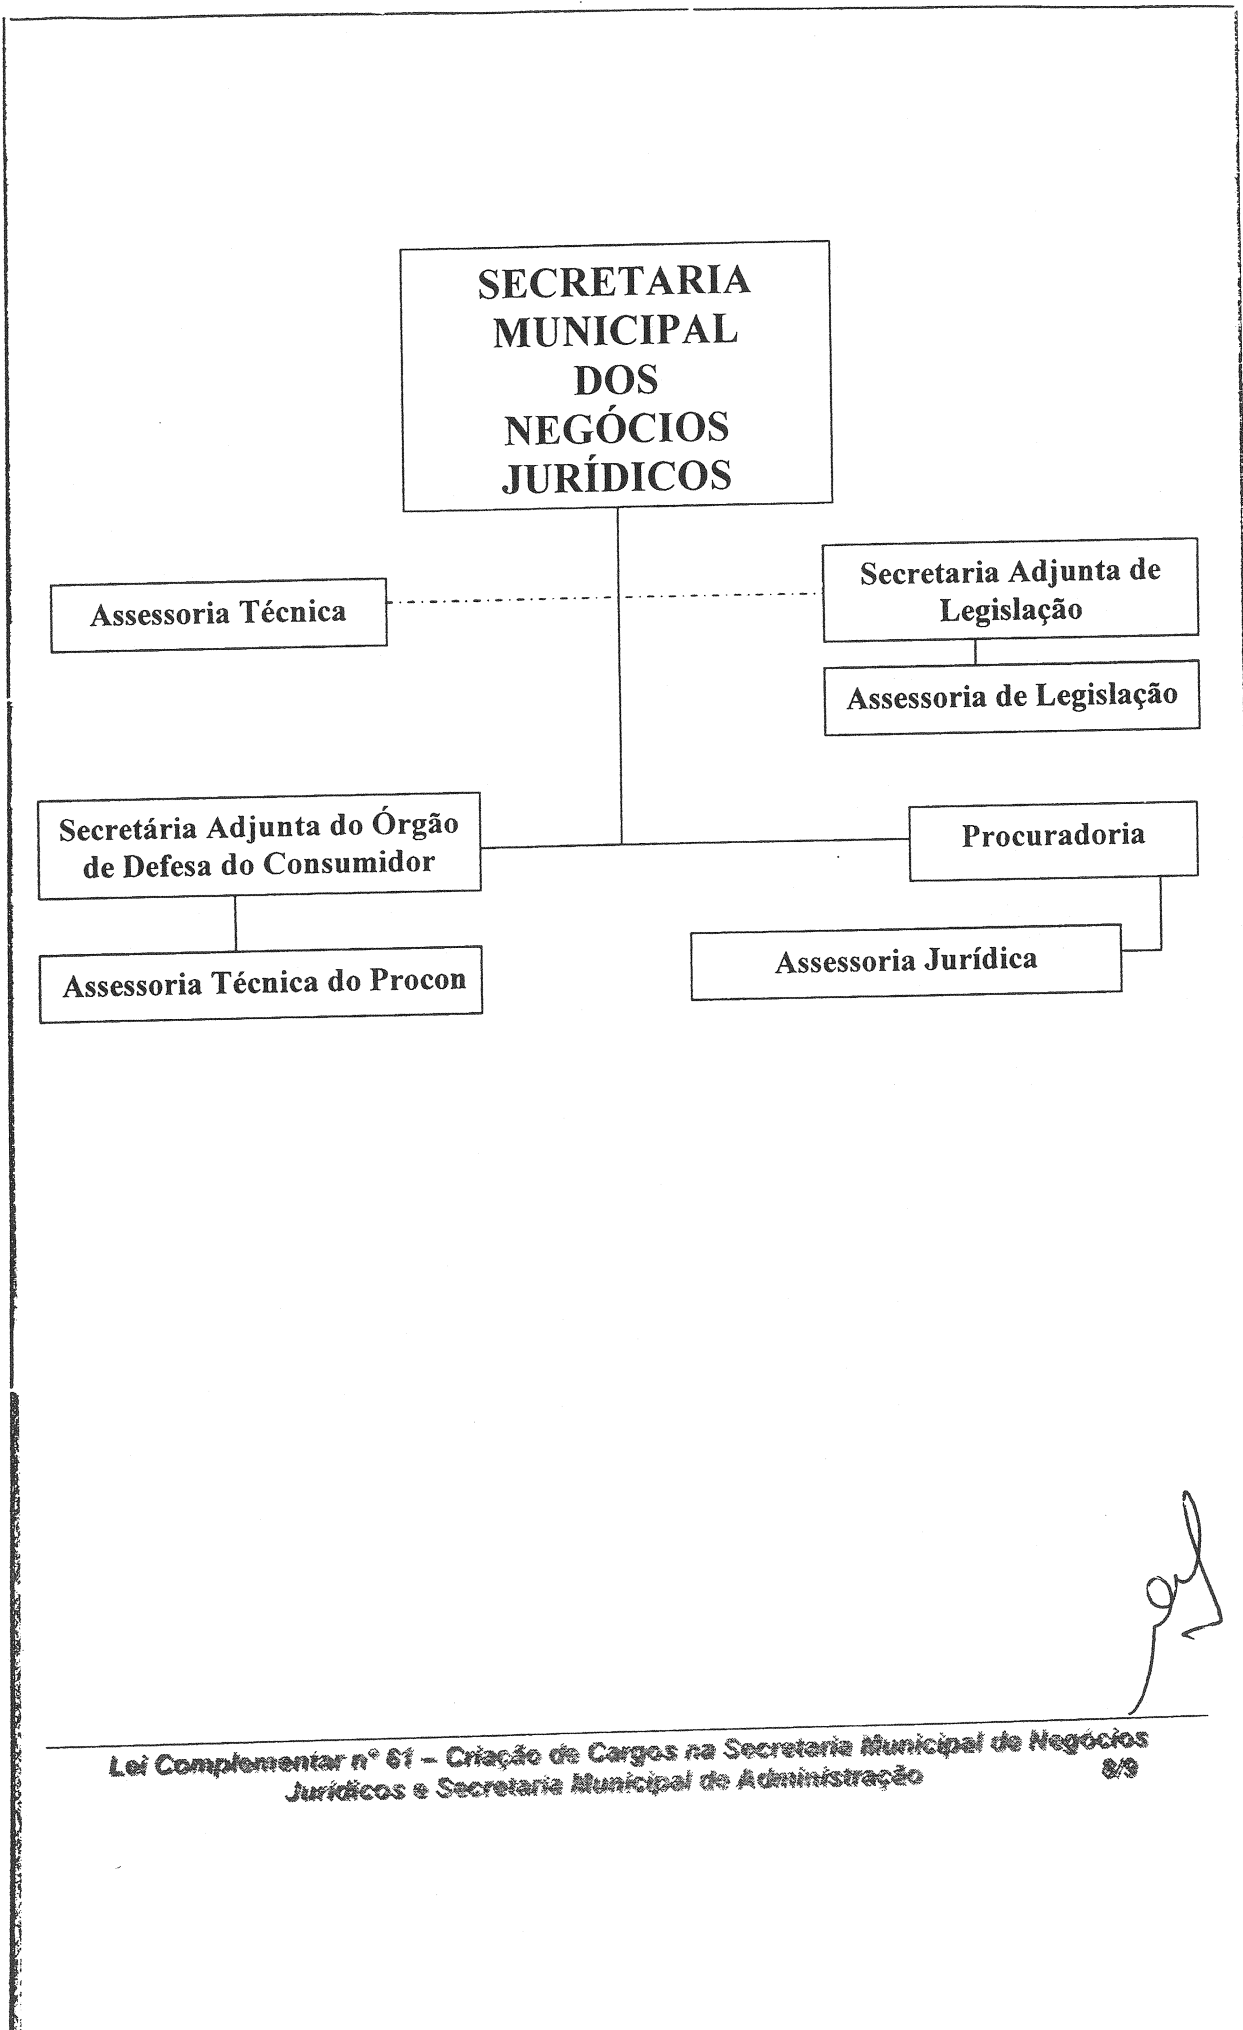 SECRETARIA
MUNICIPAL
DOS
NEGÓCIOS
JURÍDICOS
Assessoria Técnica
Secretaria Adjunta de
Legislação
Assessoria de Legislação
Secretária Adjunta do Órgão
de Defesa do Consumidor
Procuradoria
Assessoria Técnica do Procon
Assessoria Jurídica
Lei Complementar nº 61 – Criação de Cargos na Secretaria Municipal de Negócios
Jurídicos e Secretaria Municipal de Administração
8/9